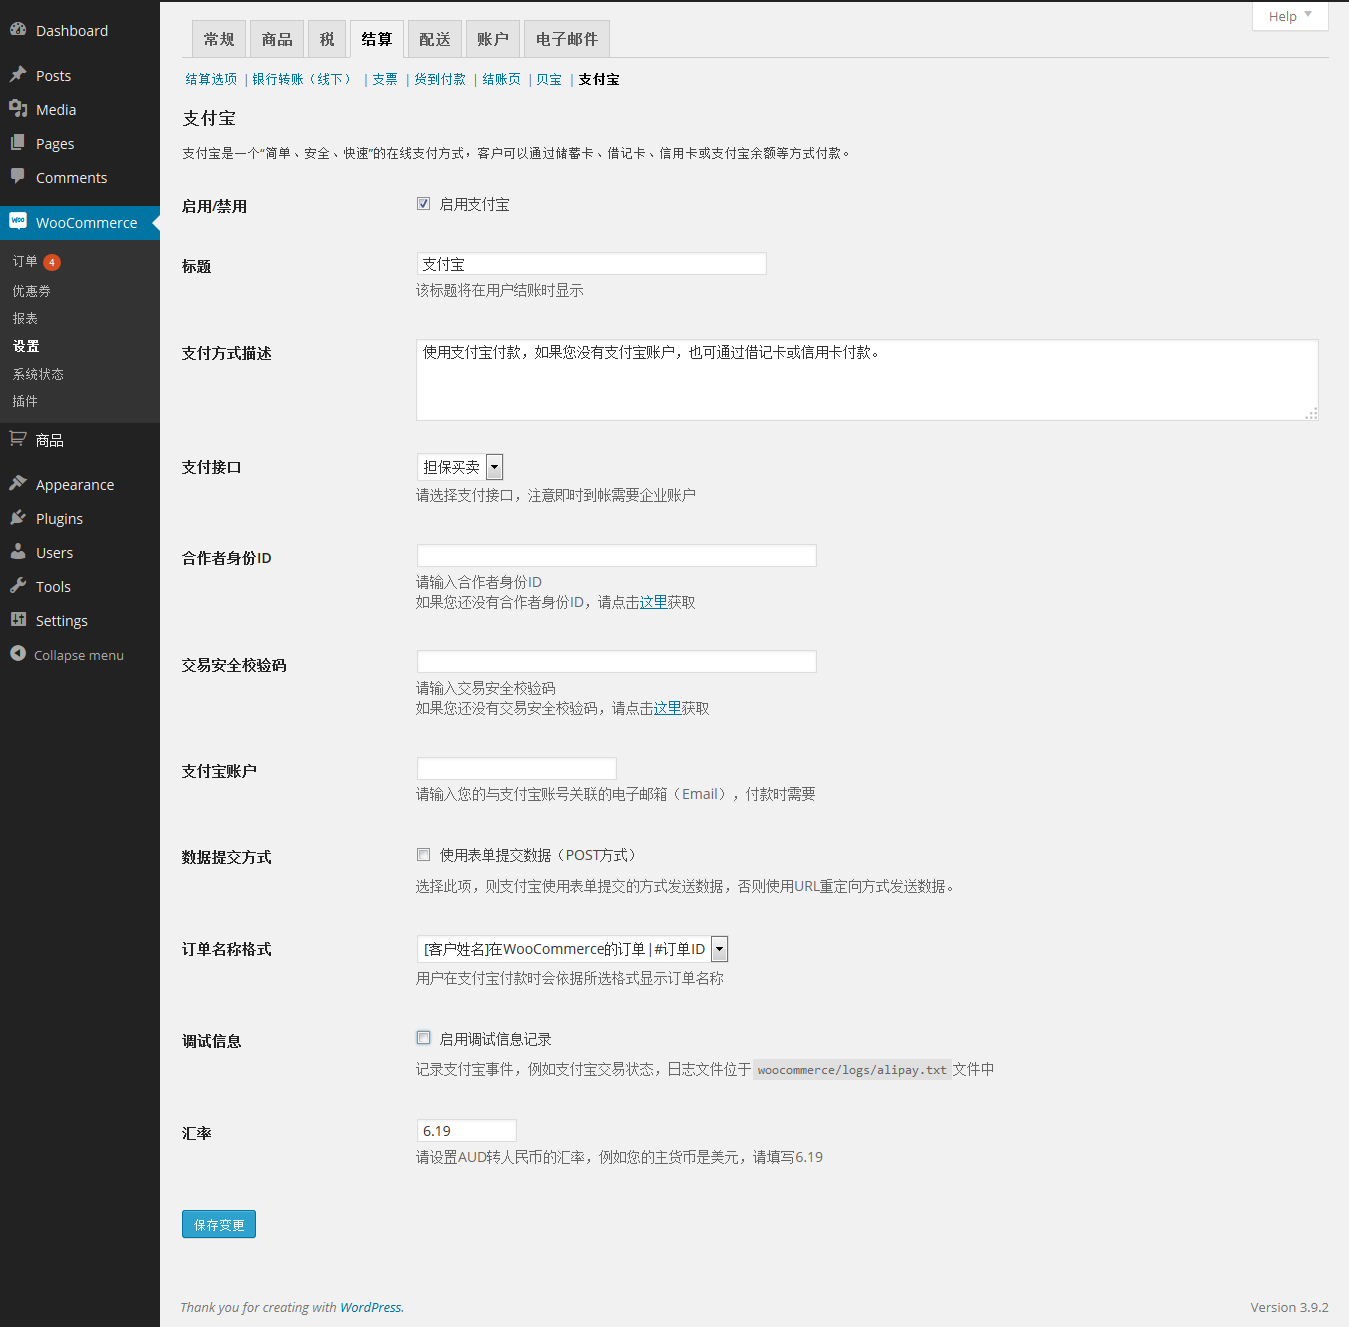 Dashboard
Posts
Media
Pages
Comments
WooCommerce
订单 4
优惠券
报表
设置
系统状态
插件
商品
Appearance
Plugins
Users
Tools
Settings
Collapse menu
Help
常规 商品 税 结算 配送 账户 电子邮件
结算选项 | 银行转账（线下） | 支票 | 货到付款 | 结账页 | 贝宝 | 支付宝
支付宝
支付宝是一个“简单、安全、快速”的在线支付方式，客户可以通过储蓄卡、借记卡、信用卡或支付宝余额等方式付款。
启用/禁用 启用支付宝
标题 支付宝
该标题将在用户结账时显示
支付方式描述 使用支付宝付款，如果您没有支付宝账户，也可通过借记卡或信用卡付款。
支付接口 担保买卖
请选择支付接口，注意即时到帐需要企业账户
合作者身份ID
请输入合作者身份ID
如果您还没有合作者身份ID，请点击这里获取
交易安全校验码
请输入交易安全校验码
如果您还没有交易安全校验码，请点击这里获取
支付宝账户
请输入您的与支付宝账号关联的电子邮箱（Email），付款时需要
数据提交方式 使用表单提交数据（POST方式）
选择此项，则支付宝使用表单提交的方式发送数据，否则使用URL重定向方式发送数据。
订单名称格式 [客户姓名]在WooCommerce的订单|#订单ID
用户在支付宝付款时会依据所选格式显示订单名称
调试信息 启用调试信息记录
记录支付宝事件，例如支付宝交易状态，日志文件位于 woocommerce/logs/alipay.txt 文件中
汇率 6.19
请设置AUD转人民币的汇率，例如您的主货币是美元，请填写6.19
保存变更
Thank you for creating with WordPress.
Version 3.9.2